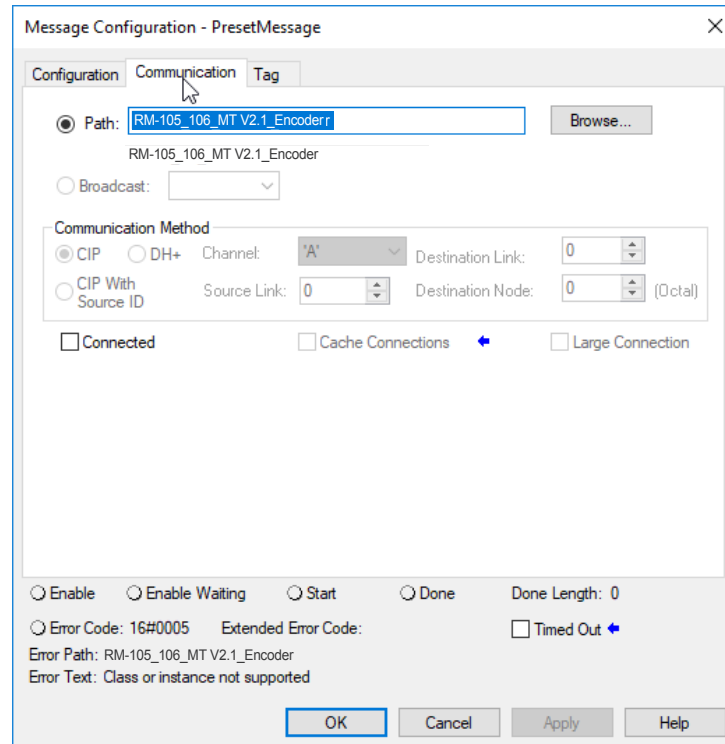 Message Configuration - PresetMessage
Configuration Communication Tag
Path: RM-105_106_MT V2.1_Encoderr Browse...
RM-105_106_MT V2.1_Encoder
Broadcast:
Communication Method
CIP DH+ Channel: 'A' Destination Link: 0
CIP With Source ID Source Link: 0 Destination Node: 0 (Octal)
Connected Cache Connections Large Connection
Enable Enable Waiting Start Done Done Length: 0
Error Code: 16#0005 Extended Error Code: Timed Out
Error Path: RM-105_106_MT V2.1_Encoder
Error Text: Class or instance not supported
OK Cancel Apply Help